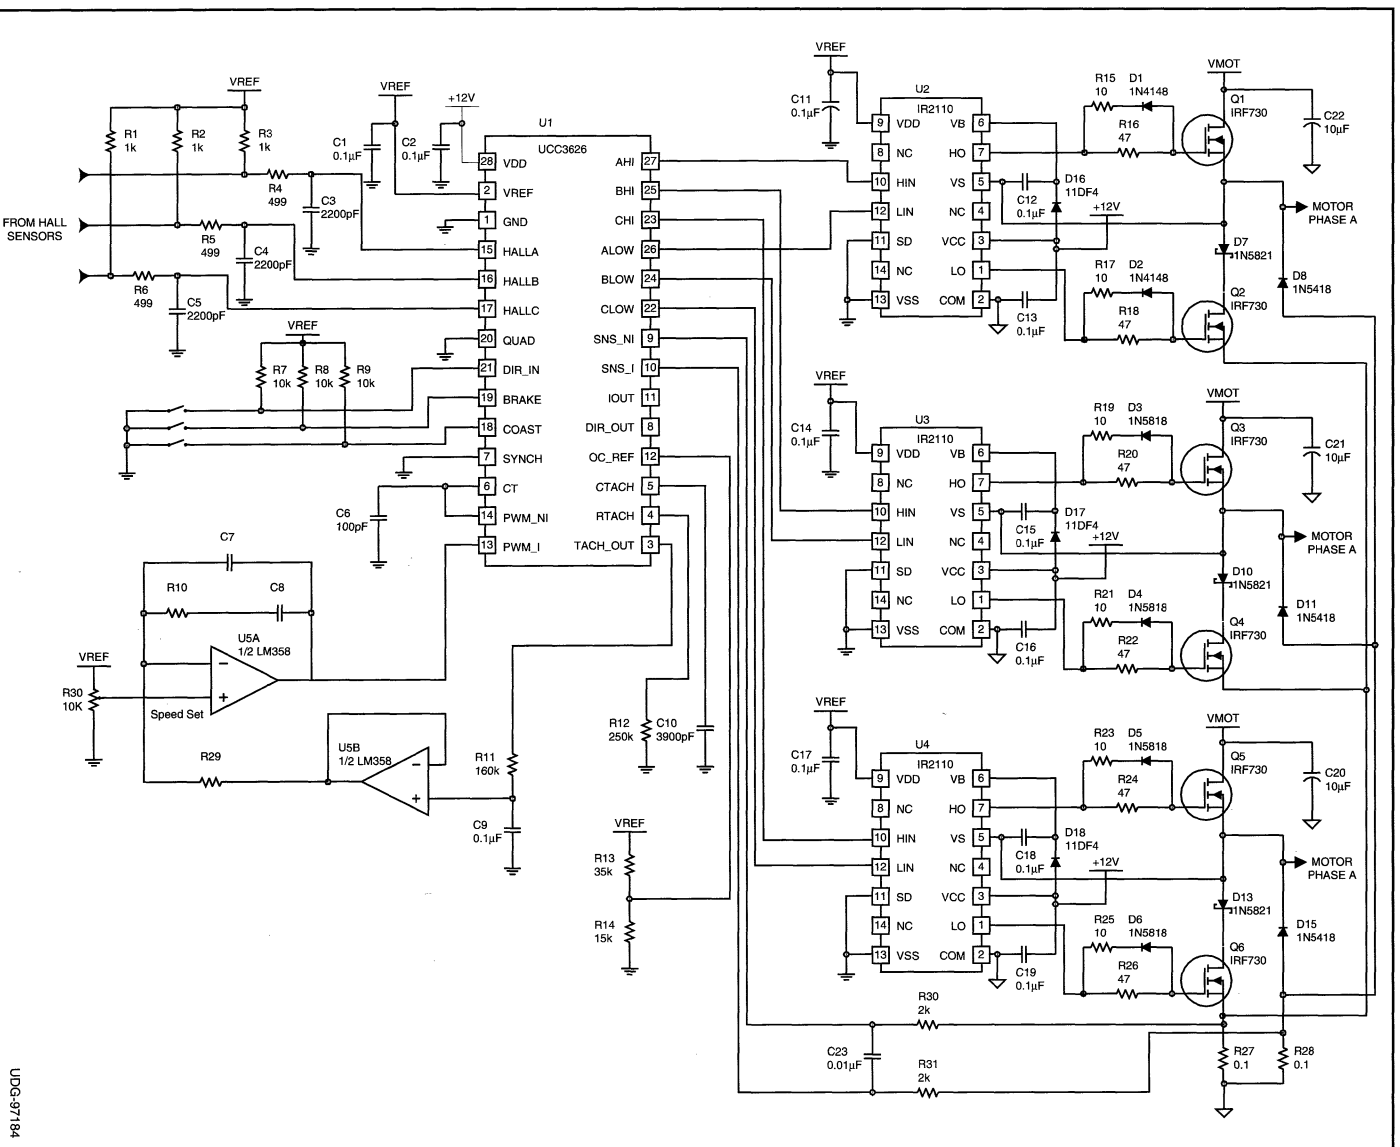 VREF
R1
1k
R2
1k
R3
1k
R4
499
C3
2200pF
FROM HALL
SENSORS
R5
499
C4
2200pF
R6
499
C5
2200pF
VREF
C1
0.1µF
+12V
C2
0.1µF
VREF
R7
10k
R8
10k
R9
10k
C6
100pF
U1
UCC3626
28 VDD
2 VREF
1 GND
15 HALLA
16 HALLB
17 HALLC
20 QUAD
21 DIR_IN
19 BRAKE
18 COAST
7 SYNCH
6 CT
14 PWM_NI
13 PWM_I
AHI 27
BHI 25
CHI 23
ALOW 26
BLOW 24
CLOW 22
SNS_NI 9
SNS_I 10
IOUT 11
DIR_OUT 8
OC_REF 12
CTACH 5
RTACH 4
TACH_OUT 3
C7
R10
C8
U5A
1/2 LM358
VREF
R30
10K
Speed Set
R29
U5B
1/2 LM358
R11
160k
C9
0.1µF
R12
250k
C10
3900pF
VREF
R13
35k
R14
15k
VREF
C11
0.1µF
U2
IR2110
9 VDD
8 NC
10 HIN
12 LIN
11 SD
14 NC
13 VSS
VB 6
HO 7
VS 5
NC 4
VCC 3
LO 1
COM 2
C12
0.1µF
D16
11DF4
+12V
C13
0.1µF
R15
10
D1
1N4148
R16
47
R17
10
D2
1N4148
R18
47
VMOT
Q1
IRF730
C22
10µF
MOTOR
PHASE A
D7
1N5821
D8
1N5418
Q2
IRF730
VREF
C14
0.1µF
U3
IR2110
9 VDD
8 NC
10 HIN
12 LIN
11 SD
14 NC
13 VSS
VB 6
HO 7
VS 5
NC 4
VCC 3
LO 1
COM 2
C15
0.1µF
D17
11DF4
+12V
C16
0.1µF
R19
10
D3
1N5818
R20
47
R21
10
D4
1N5818
R22
47
VMOT
Q3
IRF730
C21
10µF
MOTOR
PHASE A
D10
1N5821
D11
1N5418
Q4
IRF730
VREF
C17
0.1µF
U4
IR2110
9 VDD
8 NC
10 HIN
12 LIN
11 SD
14 NC
13 VSS
VB 6
HO 7
VS 5
NC 4
VCC 3
LO 1
COM 2
C18
0.1µF
D18
11DF4
+12V
C19
0.1µF
R23
10
D5
1N5818
R24
47
R25
10
D6
1N5818
R26
47
VMOT
Q5
IRF730
C20
10µF
MOTOR
PHASE A
D13
1N5821
D15
1N5418
Q6
IRF730
R30
2k
C23
0.01µF
R31
2k
R27
0.1
R28
0.1
UDG-97184